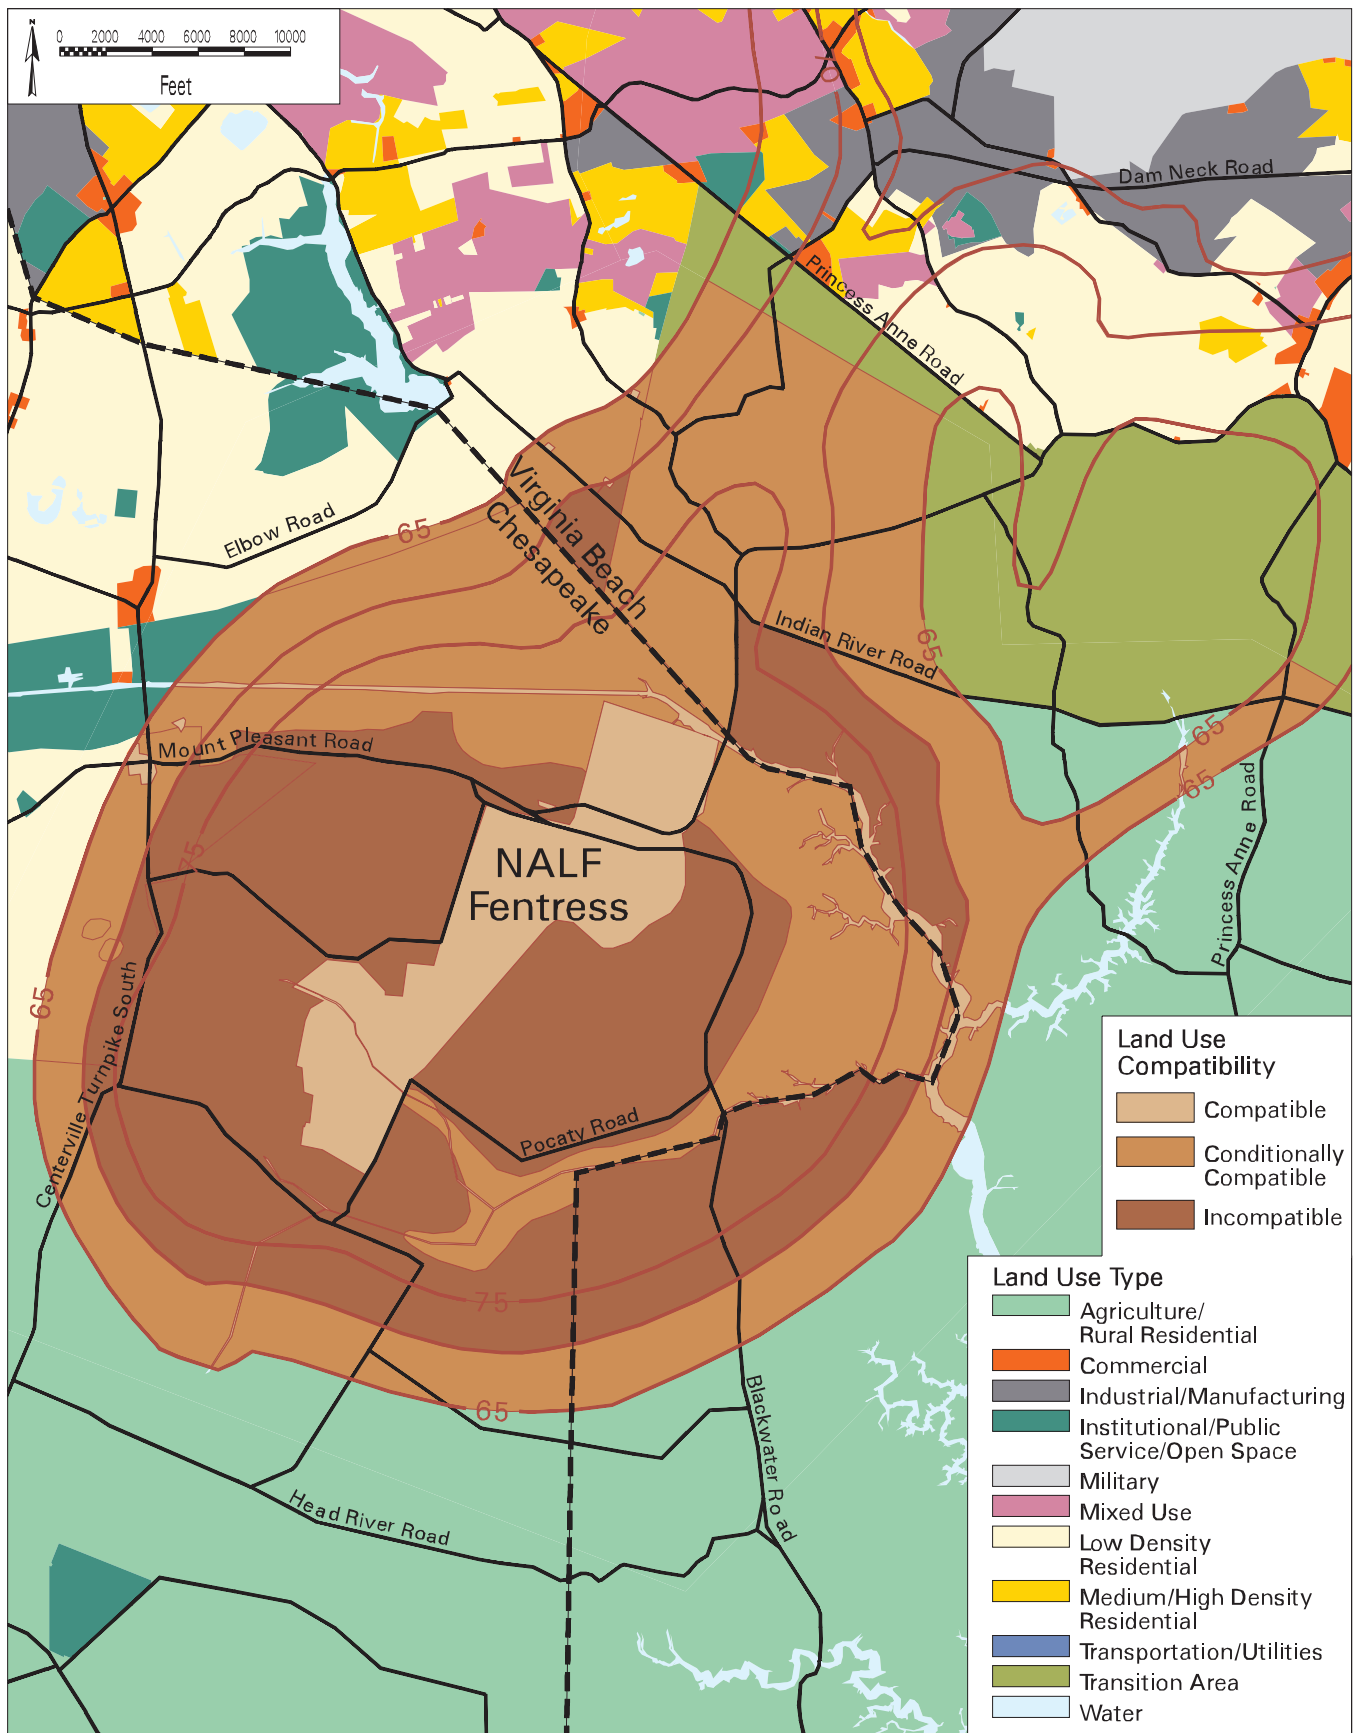 N
0 2000 4000 6000 8000 10000
Feet
70
Dam Neck Road
Princess Anne Road
Virginia Beach
Chesapeake
65
Elbow Road
Indian River Road
65
65
65
Mount Pleasant Road
75
NALF
Fentress
Princess Anne Road
65
Centerville Turnpike South
Pocaty Road
75
65
Blackwater Road
Head River Road
Land Use
Compatibility
Compatible
Conditionally
Compatible
Incompatible
Land Use Type
Agriculture/
Rural Residential
Commercial
Industrial/Manufacturing
Institutional/Public
Service/Open Space
Military
Mixed Use
Low Density
Residential
Medium/High Density
Residential
Transportation/Utilities
Transition Area
Water